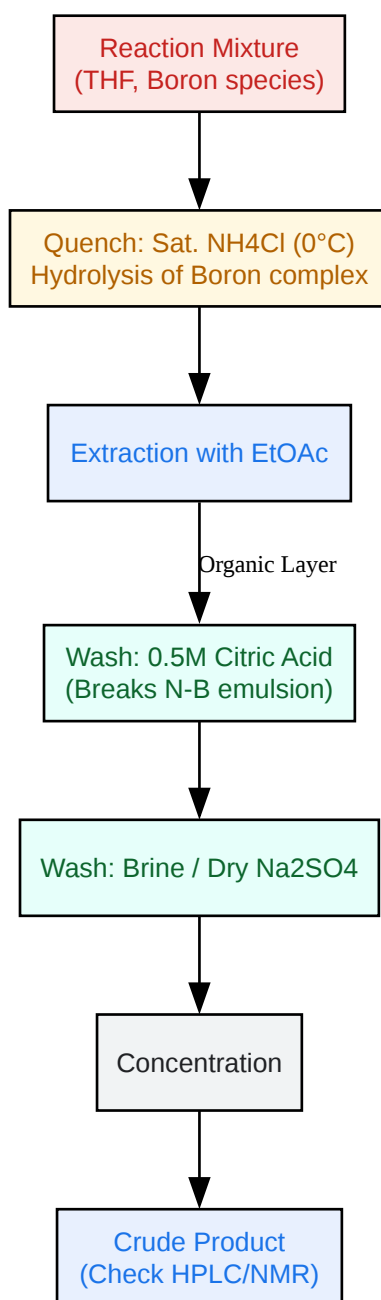 Reaction Mixture
(THF, Boron species)
Quench: Sat. NH4Cl (0°C)
Hydrolysis of Boron complex
Extraction with EtOAc
Organic Layer
Wash: 0.5M Citric Acid
(Breaks N-B emulsion)
Wash: Brine / Dry Na2SO4
Concentration
Crude Product
(Check HPLC/NMR)